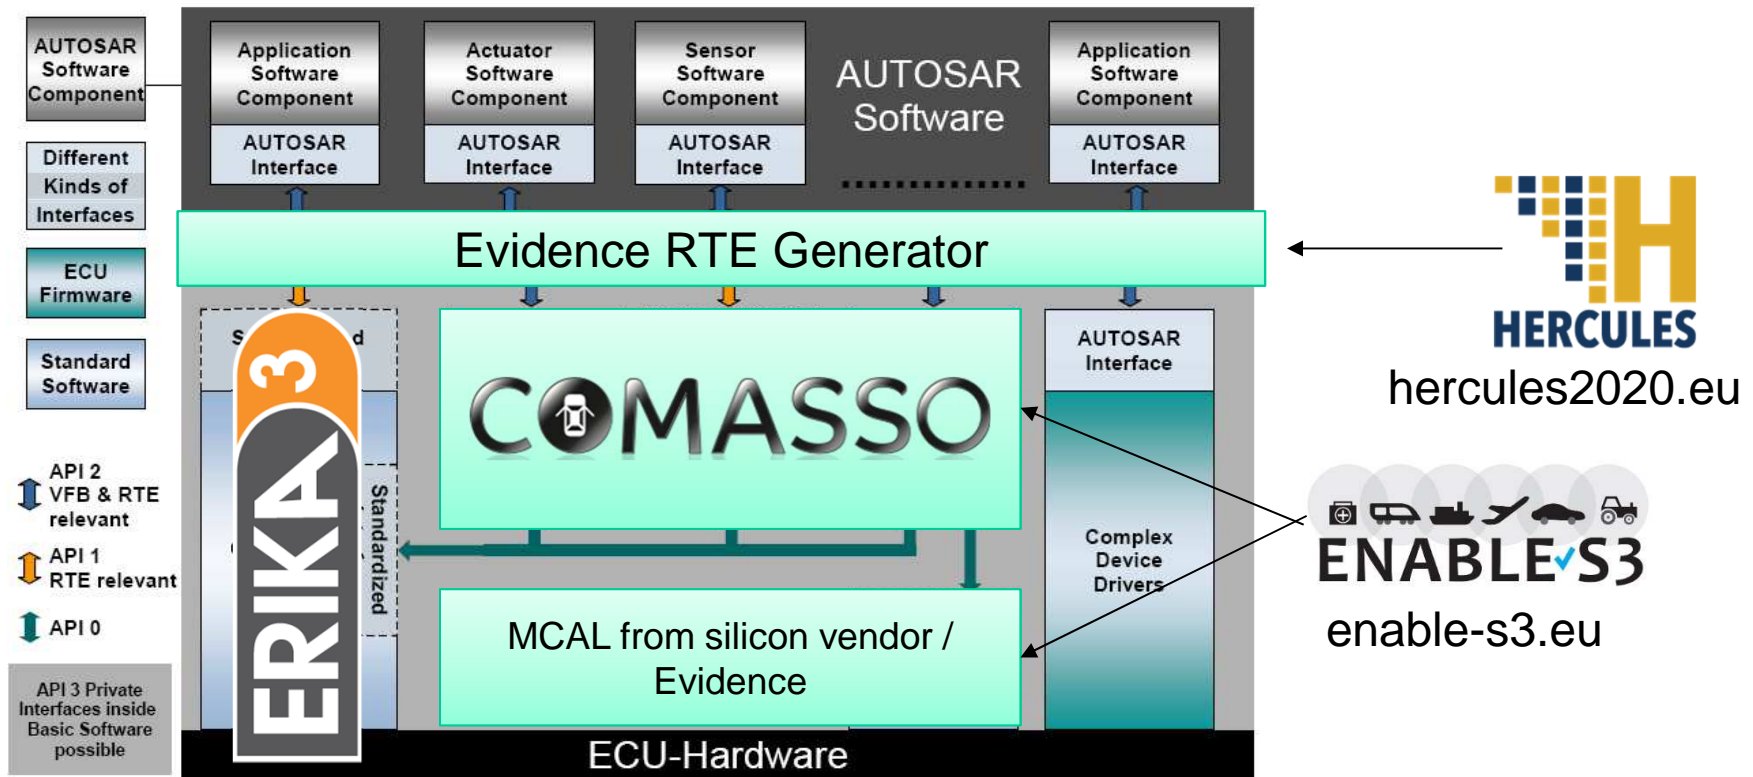 AUTOSAR
Software
Component
Different
Kinds of
Interfaces
ECU
Firmware
Standard
Software
API 2
VFB & RTE
relevant
API 1
RTE relevant
API 0
API 3 Private
Interfaces inside
Basic Software
possible
Application
Software
Component
AUTOSAR
Interface
Actuator
Software
Component
AUTOSAR
Interface
Sensor
Software
Component
AUTOSAR
Interface
AUTOSAR
Software
Application
Software
Component
AUTOSAR
Interface
Evidence RTE Generator
ERIKA3
Standardized
COMASSO
MCAL from silicon vendor /
Evidence
AUTOSAR
Interface
Complex
Device
Drivers
ECU-Hardware
H
HERCULES
hercules2020.eu
ENABLE S3
enable-s3.eu